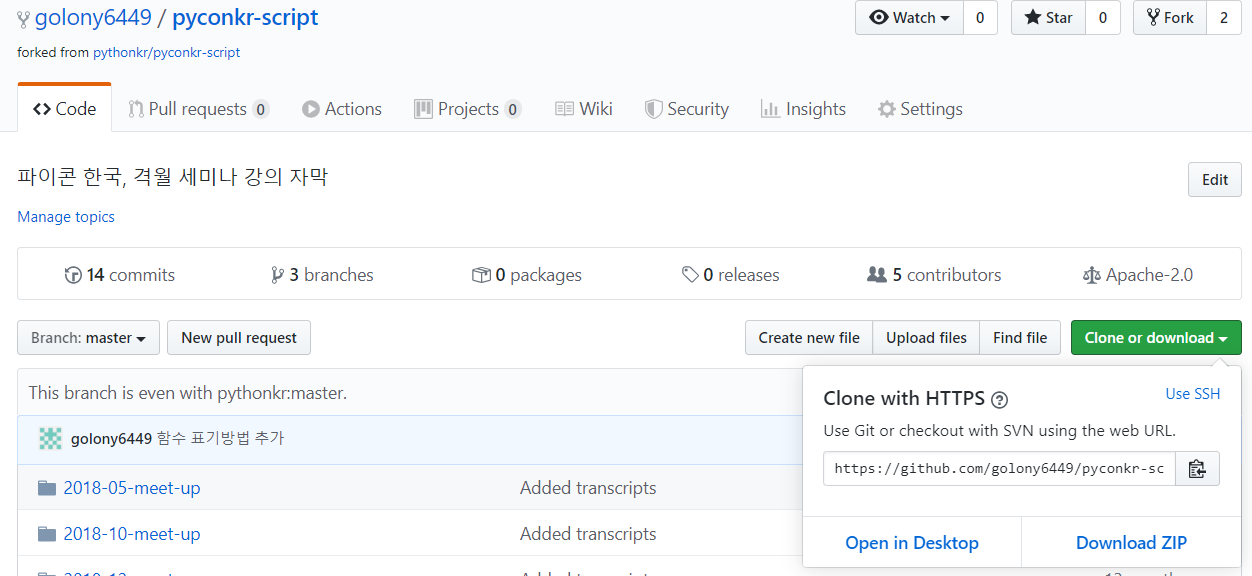 golony6449 / pyconkr-script
Watch 0 Star 0 Fork 2
forked from pythonkr/pyconkr-script
Code Pull requests 0 Actions Projects 0 Wiki Security Insights Settings
파이콘 한국, 격월 세미나 강의 자막
Edit
Manage topics
14 commits 3 branches 0 packages 0 releases 5 contributors Apache-2.0
Branch: master New pull request Create new file Upload files Find file Clone or download
This branch is even with pythonkr:master.
golony6449 함수 표기방법 추가
2018-05-meet-up Added transcripts
2018-10-meet-up Added transcripts
Clone with HTTPS ? Use SSH
Use Git or checkout with SVN using the web URL.
https://github.com/golony6449/pyconkr-sc
Open in Desktop Download ZIP